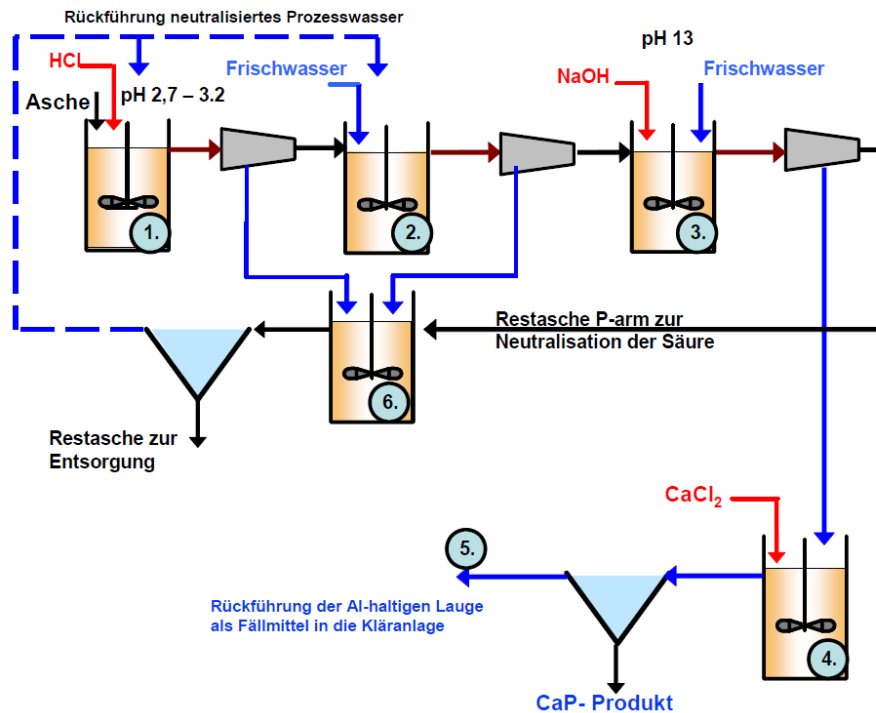 Rückführung neutralisiertes Prozesswasser
HCl
pH 13
Frischwasser
NaOH
Frischwasser
Asche
pH 2,7 – 3.2
1.
2.
3.
Restasche P-arm zur
Neutralisation der Säure
6.
Restasche zur
Entsorgung
CaCl₂
5.
Rückführung der Al-haltigen Lauge
als Fällmittel in die Kläranlage
4.
CaP- Produkt